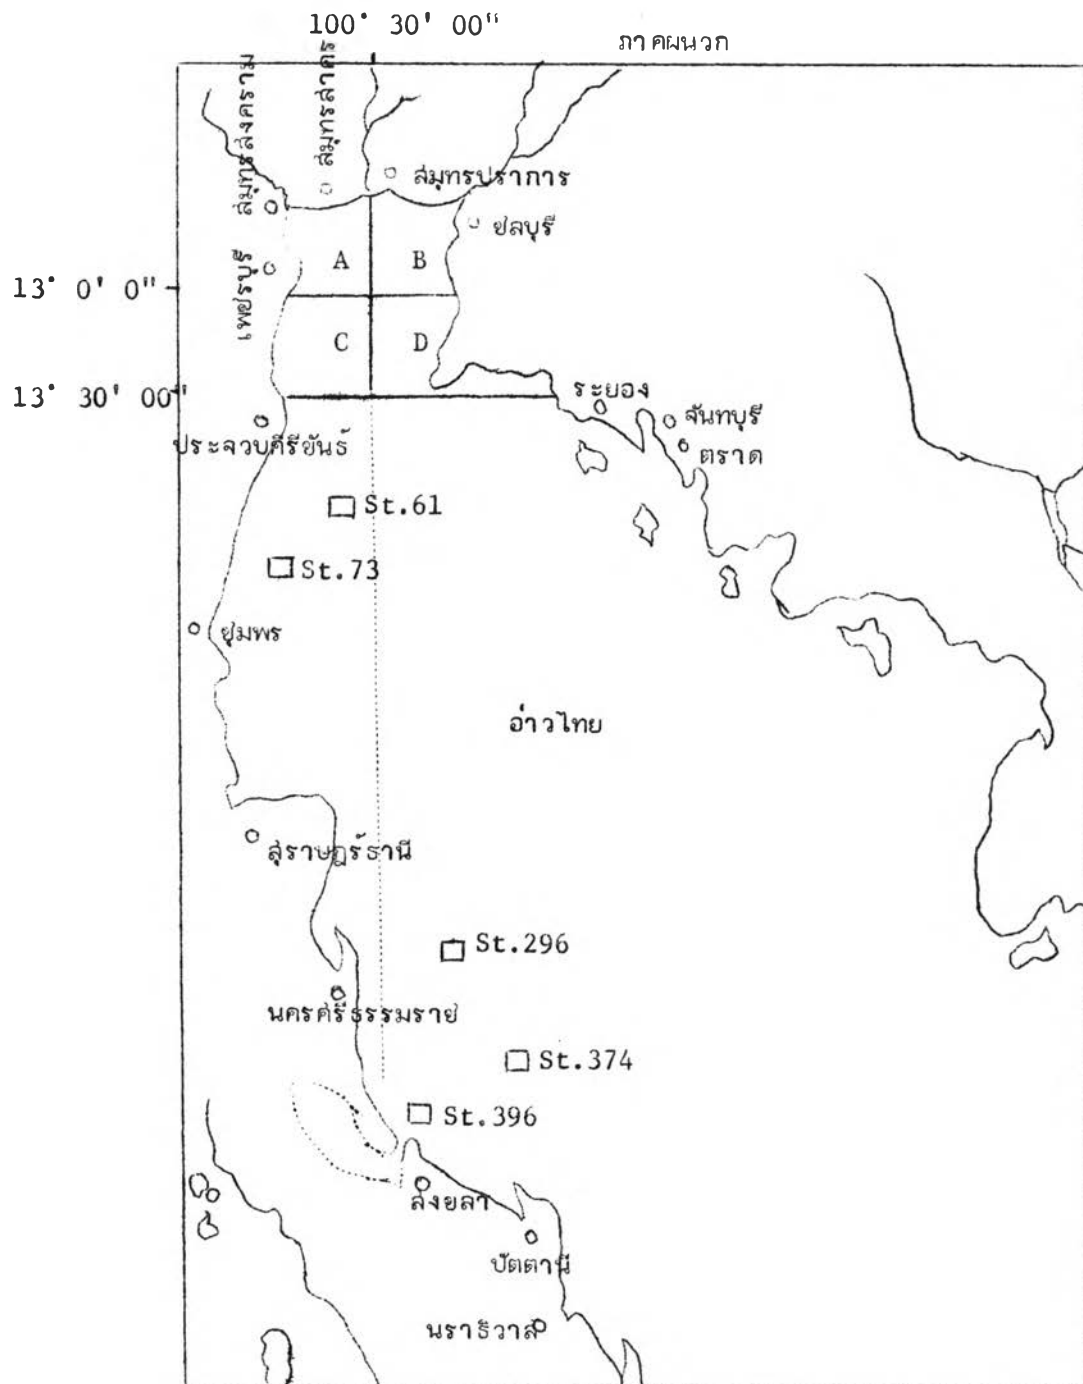 100° 30' 00"
ภาคผนวก
สมุทรสงคราม
สมุทรสาคร
สมุทรปราการ
ชลบุรี
เพชรบุรี
A
B
13° 0' 0"
C
D
13° 30' 00"
ระยอง
จันทบุรี
ประจวบคีรีขันธ์
ตราด
St.61
St.73
ชุมพร
อ่าวไทย
สุราษฎร์ธานี
St.296
นครศรีธรรมราช
St.374
St.396
สงขลา
ปัตตานี
นราธิวาส